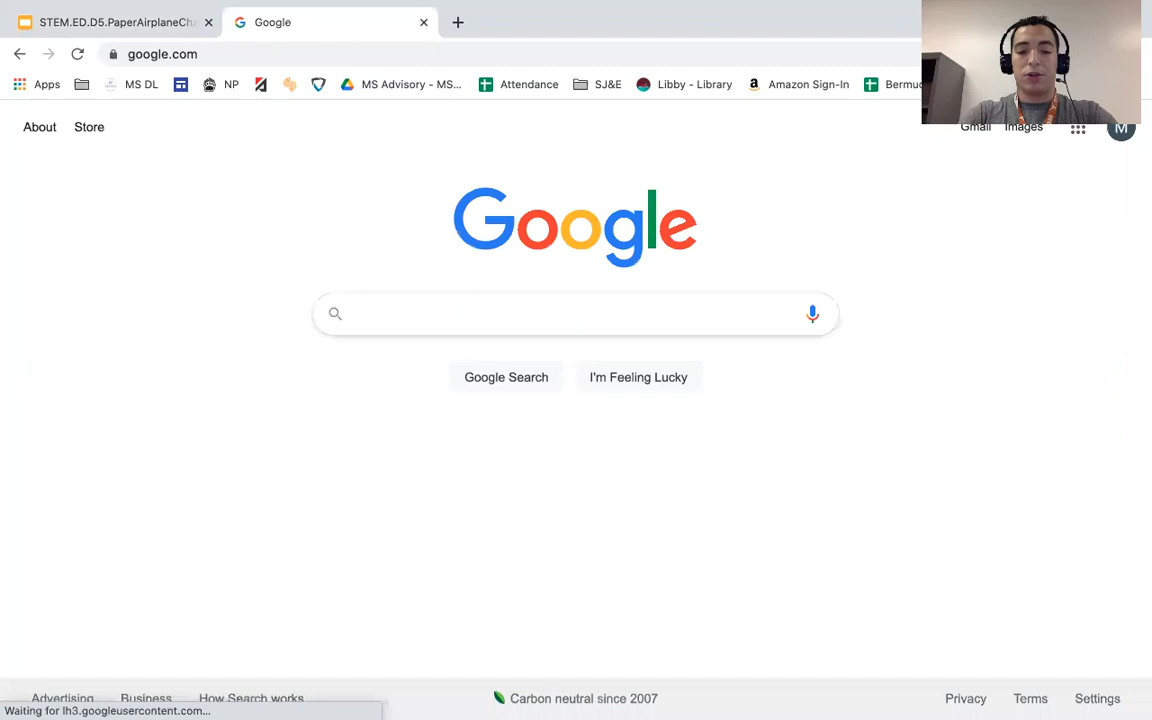 STEM.ED.D5.PaperAirplaneCha
Google
google.com
Apps MS DL NP MS Advisory - MS... Attendance SJ&E Libby - Library Amazon Sign-In Bermu
About Store Gmail Images M
Google
Google Search I'm Feeling Lucky
Advertising Business How Search works Carbon neutral since 2007 Privacy Terms Settings
Waiting for lh3.googleusercontent.com...